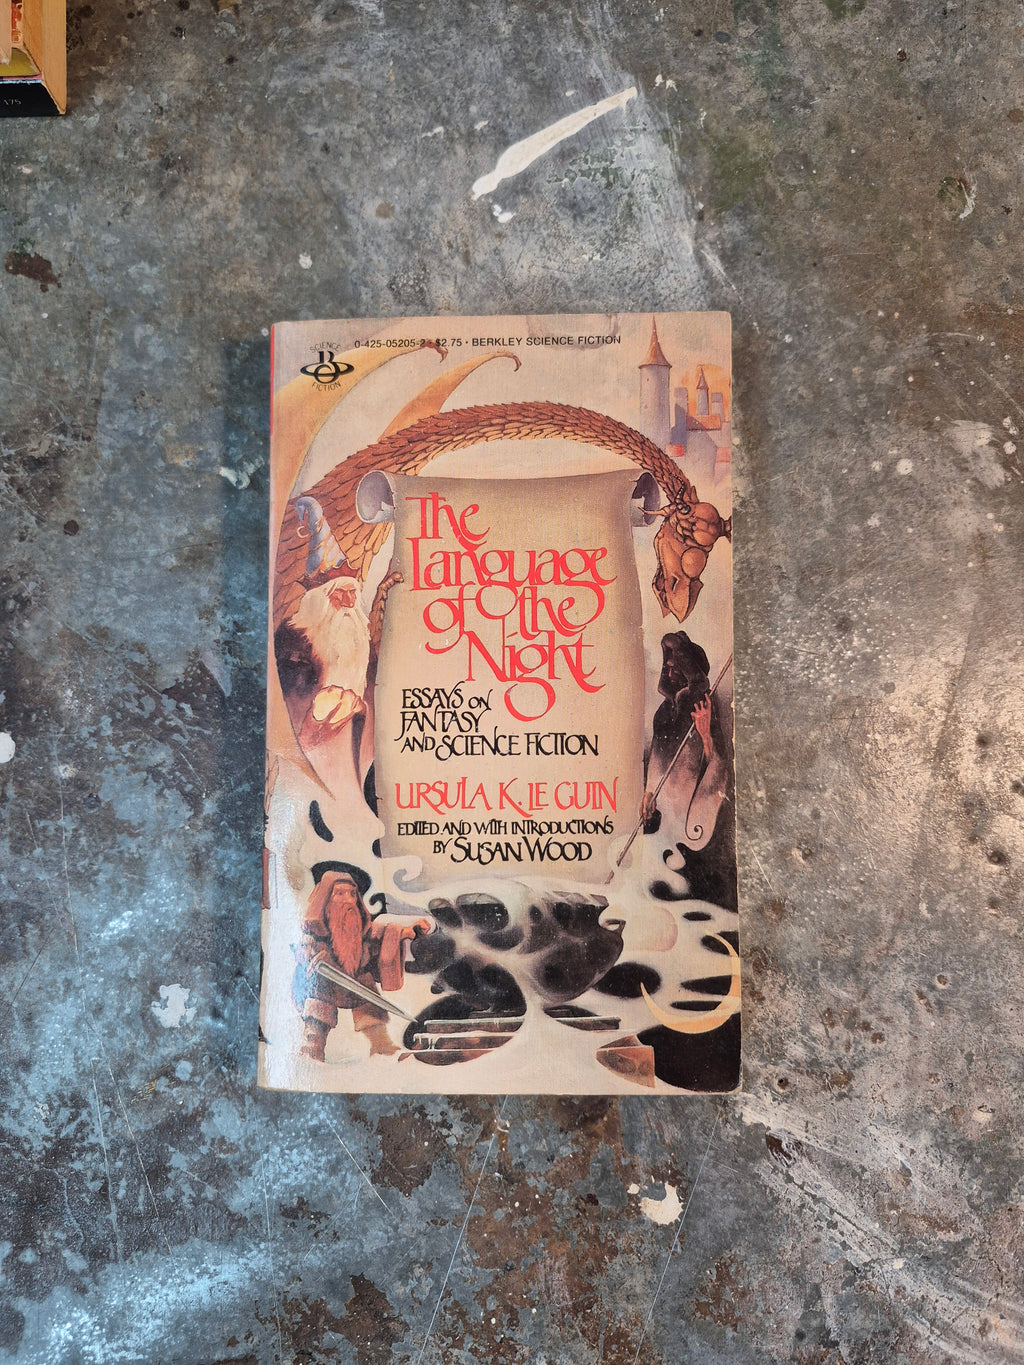 175
SCIENCE
B
FICTION
0-425-05205-2 • $2.75 • BERKLEY SCIENCE FICTION
The
Language
of the
Night
ESSAYS ON
FANTASY
AND SCIENCE FICTION
URSULA K. LE GUIN
EDITED AND WITH INTRODUCTIONS
BY SUSAN WOOD